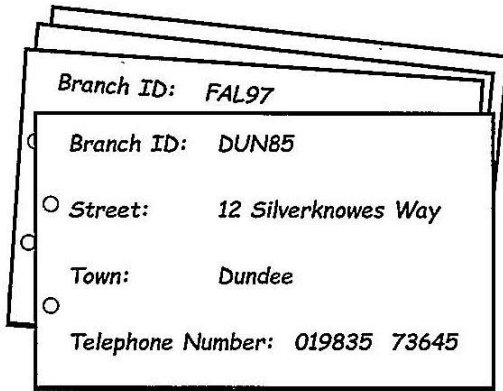 Branch ID: FAL97
Branch ID: DUN85
Street: 12 Silverknowes Way
Town: Dundee
Telephone Number: 019835 73645